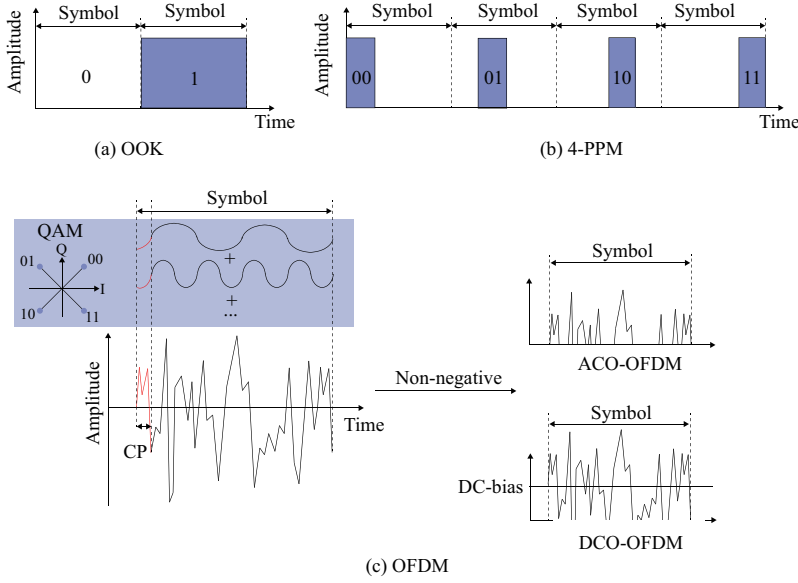 Amplitude
Symbol
Symbol
0
1
Time
(a) OOK
Amplitude
Symbol
Symbol
Symbol
Symbol
00
01
10
11
Time
(b) 4-PPM
Symbol
QAM
Q
01
00
I
10
11
+
+
...
Amplitude
Time
CP
Non-negative
Symbol
ACO-OFDM
Symbol
DC-bias
DCO-OFDM
(c) OFDM